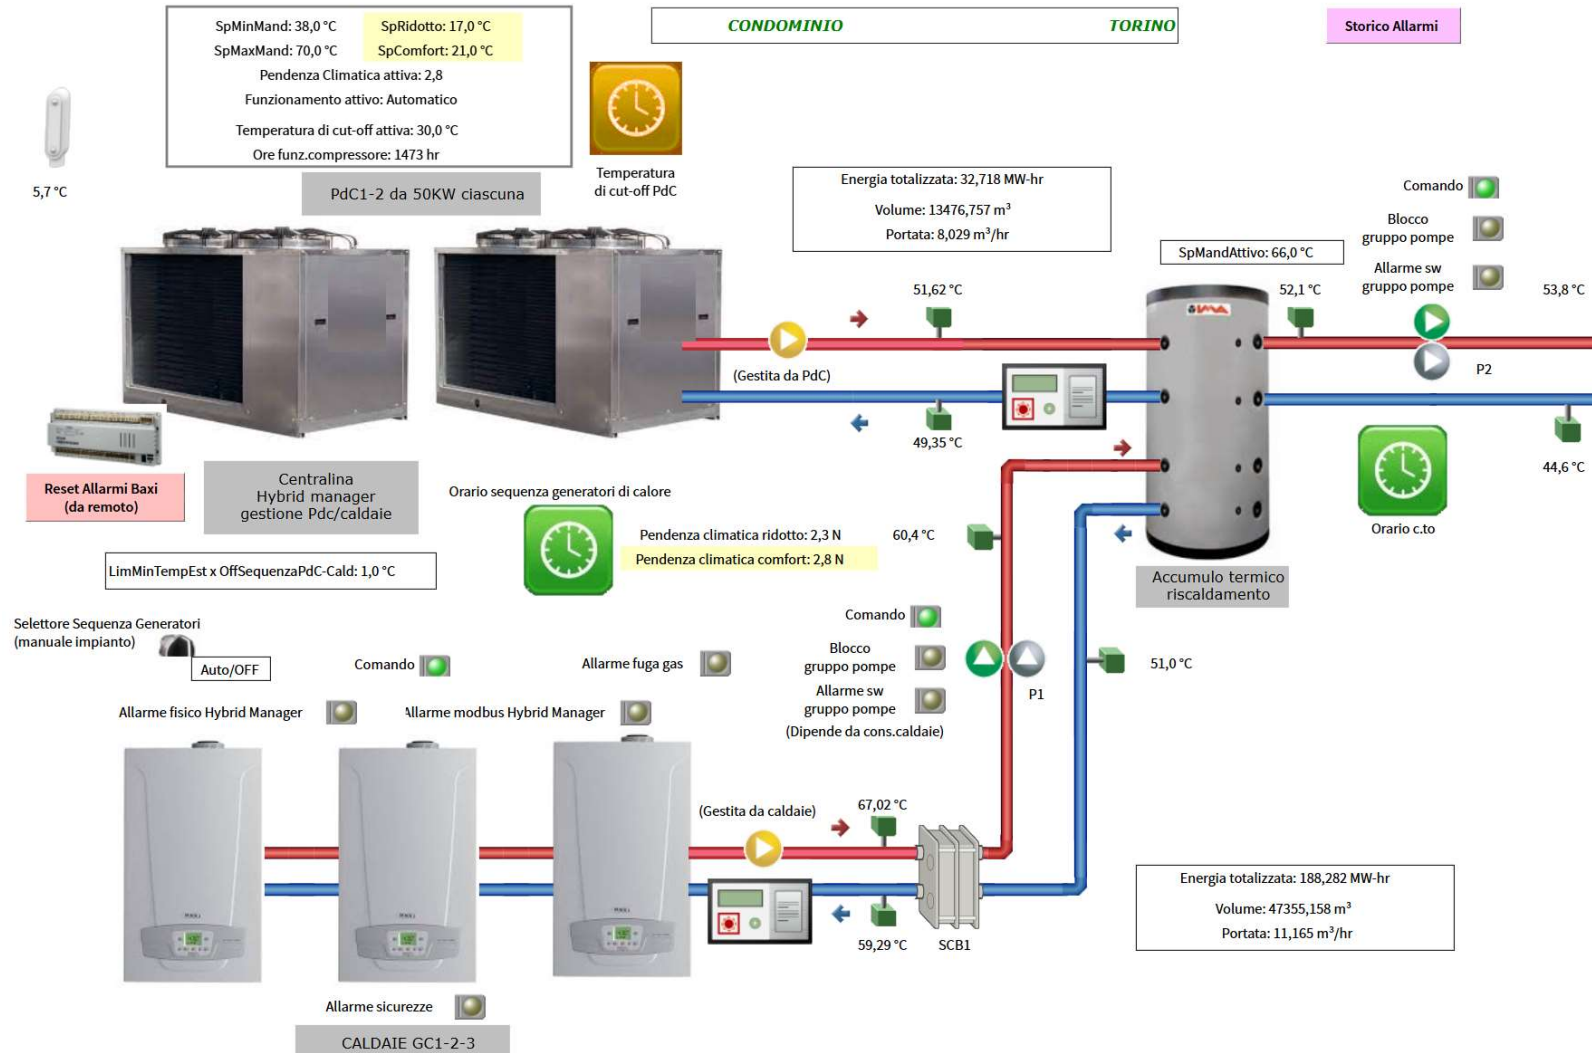 SpMinMand: 38,0 °C
SpRidotto: 17,0 °C
SpMaxMand: 70,0 °C
SpComfort: 21,0 °C
Pendenza Climatica attiva: 2,8
Funzionamento attivo: Automatico
Temperatura di cut-off attiva: 30,0 °C
Ore funz.compressore: 1473 hr
CONDOMINIO TORINO
Storico Allarmi
5,7 °C
PdC1-2 da 50KW ciascuna
Temperatura
di cut-off PdC
Energia totalizzata: 32,718 MW-hr
Volume: 13476,757 m³
Portata: 8,029 m³/hr
Comando
Blocco
gruppo pompe
Allarme sw
gruppo pompe
SpMandAttivo: 66,0 °C
51,62 °C
52,1 °C
53,8 °C
(Gestita da PdC)
P2
49,35 °C
44,6 °C
Orario c.to
Reset Allarmi Baxi
(da remoto)
Centralina
Hybrid manager
gestione Pdc/caldaie
Orario sequenza generatori di calore
Pendenza climatica ridotto: 2,3 N
Pendenza climatica comfort: 2,8 N
60,4 °C
LimMinTempEst x OffSequenzaPdC-Cald: 1,0 °C
Accumulo termico
riscaldamento
Selettore Sequenza Generatori
(manuale impianto)
Auto/OFF
Comando
Allarme fuga gas
Comando
Blocco
gruppo pompe
Allarme sw
gruppo pompe
(Dipende da cons.caldaie)
P1
51,0 °C
Allarme fisico Hybrid Manager
Allarme modbus Hybrid Manager
(Gestita da caldaie)
67,02 °C
59,29 °C
SCB1
Energia totalizzata: 188,282 MW-hr
Volume: 47355,158 m³
Portata: 11,165 m³/hr
Allarme sicurezze
CALDAIE GC1-2-3